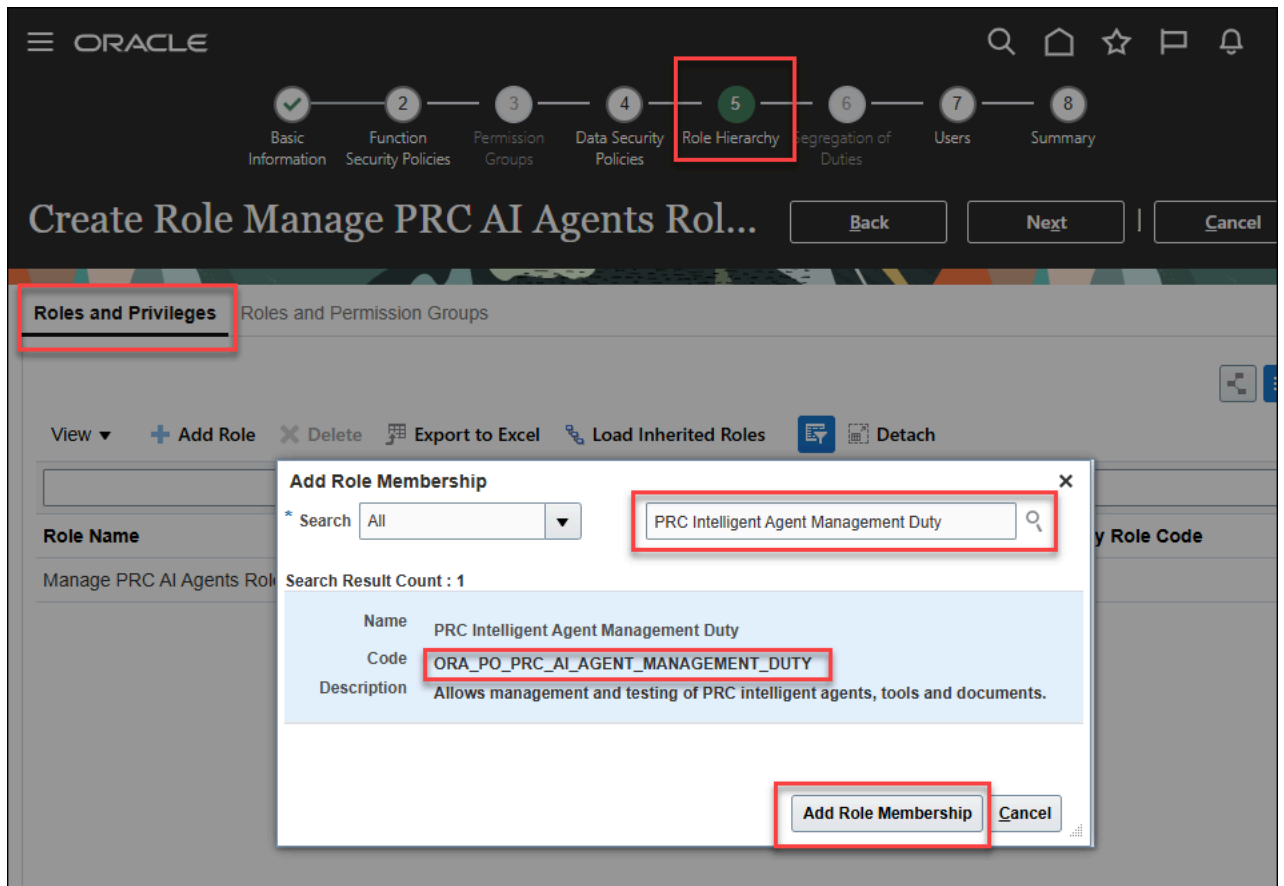 ORACLE
2 3 4 5 6 7 8
Basic Information
Function Security Policies
Permission Groups
Data Security Policies
Role Hierarchy
Segregation of Duties
Users
Summary
Create Role Manage PRC AI Agents Rol...
Back
Next
Cancel
Roles and Privileges
Roles and Permission Groups
View
Add Role
Delete
Export to Excel
Load Inherited Roles
Detach
Role Name
y Role Code
Manage PRC AI Agents Role
Add Role Membership
* Search All
PRC Intelligent Agent Management Duty
Search Result Count : 1
Name PRC Intelligent Agent Management Duty
Code ORA_PO_PRC_AI_AGENT_MANAGEMENT_DUTY
Description Allows management and testing of PRC intelligent agents, tools and documents.
Add Role Membership
Cancel